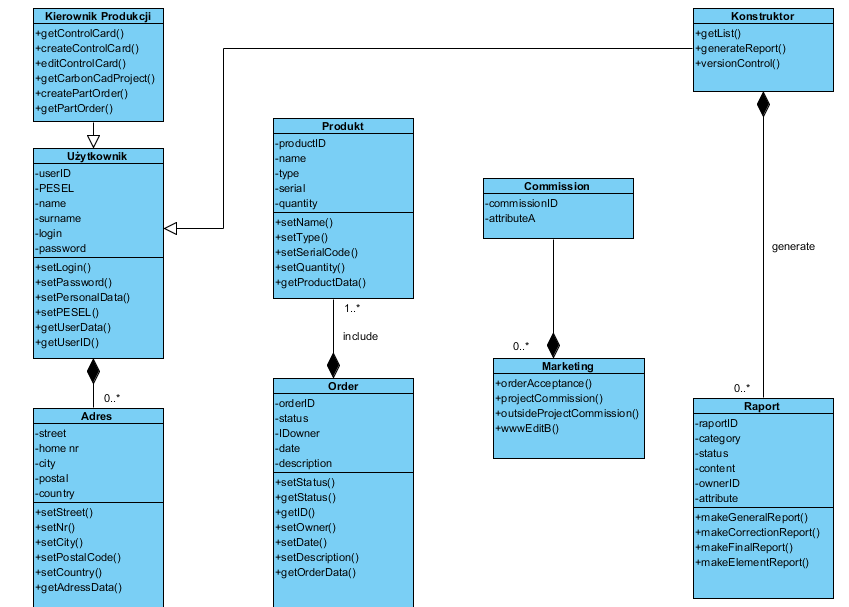 Kierownik Produkcji
+getControlCard()
+createControlCard()
+editControlCard()
+getCarbonCadProject()
+createPartOrder()
+getPartOrder()
Konstruktor
+getList()
+generateReport()
+versionControl()
Użytkownik
-userID
-PESEL
-name
-surname
-login
-password
+setLogin()
+setPassword()
+setPersonalData()
+setPESEL()
+getUserData()
+getUserID()
Produkt
-productID
-name
-type
-serial
-quantity
+setName()
+setType()
+setSerialCode()
+setQuantity()
+getProductData()
Commission
-commissionID
-attributeA
generate
1..*
include
0..*
0..*
0..*
Adres
-street
-home nr
-city
-postal
-country
+setStreet()
+setNr()
+setCity()
+setPostalCode()
+setCountry()
+getAdressData()
Order
-orderID
-status
-IDowner
-date
-description
+setStatus()
+getStatus()
+getID()
+setOwner()
+setDate()
+setDescription()
+getOrderData()
Marketing
+orderAcceptance()
+projectCommission()
+outsideProjectCommission()
+wwwEditB()
Raport
-raportID
-category
-status
-content
-ownerID
-attribute
+makeGeneralReport()
+makeCorrectionReport()
+makeFinalReport()
+makeElementReport()